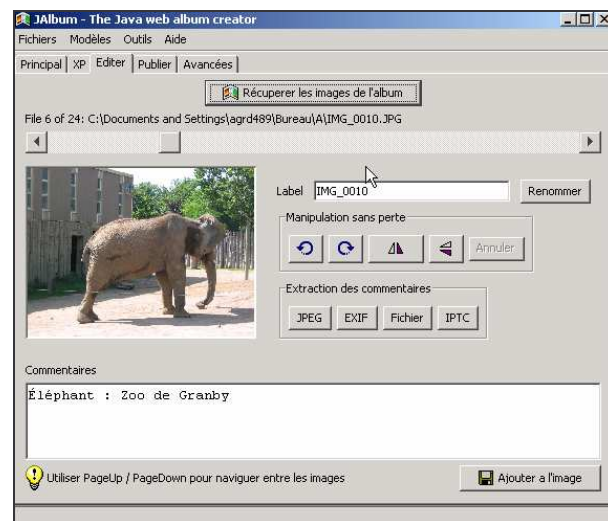 JAlbum - The Java web album creator
Fichiers Modèles Outils Aide
Principal XP Editer Publier Avancées
Récuperer les images de l'album
File 6 of 24: C:\Documents and Settings\agrd489\Bureau\A\IMG_0010.JPG
Label IMG_0010 Renommer
Manipulation sans perte
Annuler
Extraction des commentaires
JPEG EXIF Fichier IPTC
Commentaires
Éléphant : Zoo de Granby
Utiliser PageUp / PageDown pour naviguer entre les images
Ajouter a l'image